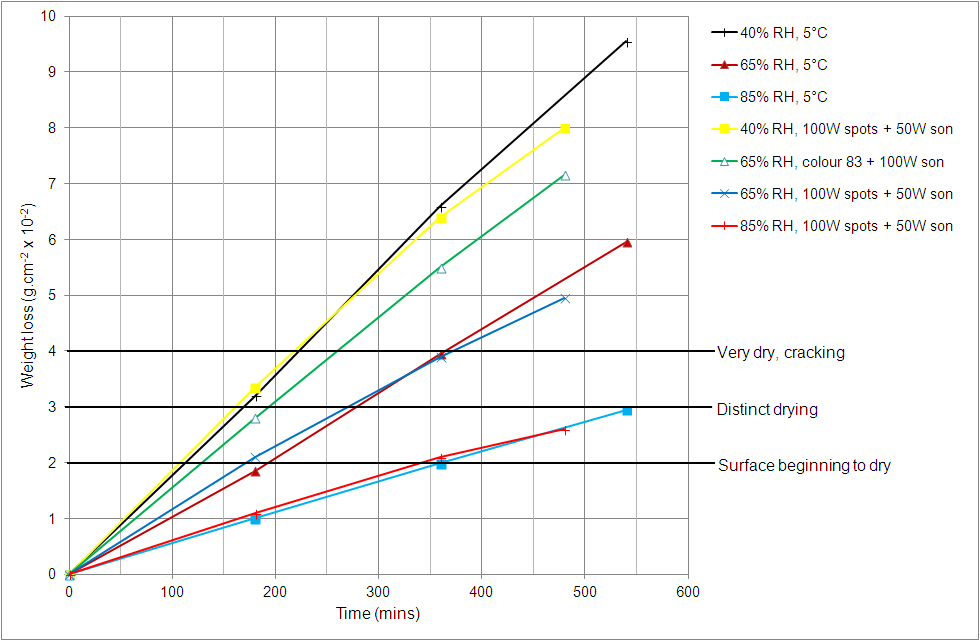 10
9
8
7
6
5
4
3
2
1
0
Weight loss (g.cm⁻² x 10⁻²)
0 100 200 300 400 500 600
Time (mins)
40% RH, 5°C
65% RH, 5°C
85% RH, 5°C
40% RH, 100W spots + 50W son
65% RH, colour 83 + 100W son
65% RH, 100W spots + 50W son
85% RH, 100W spots + 50W son
Very dry, cracking
Distinct drying
Surface beginning to dry